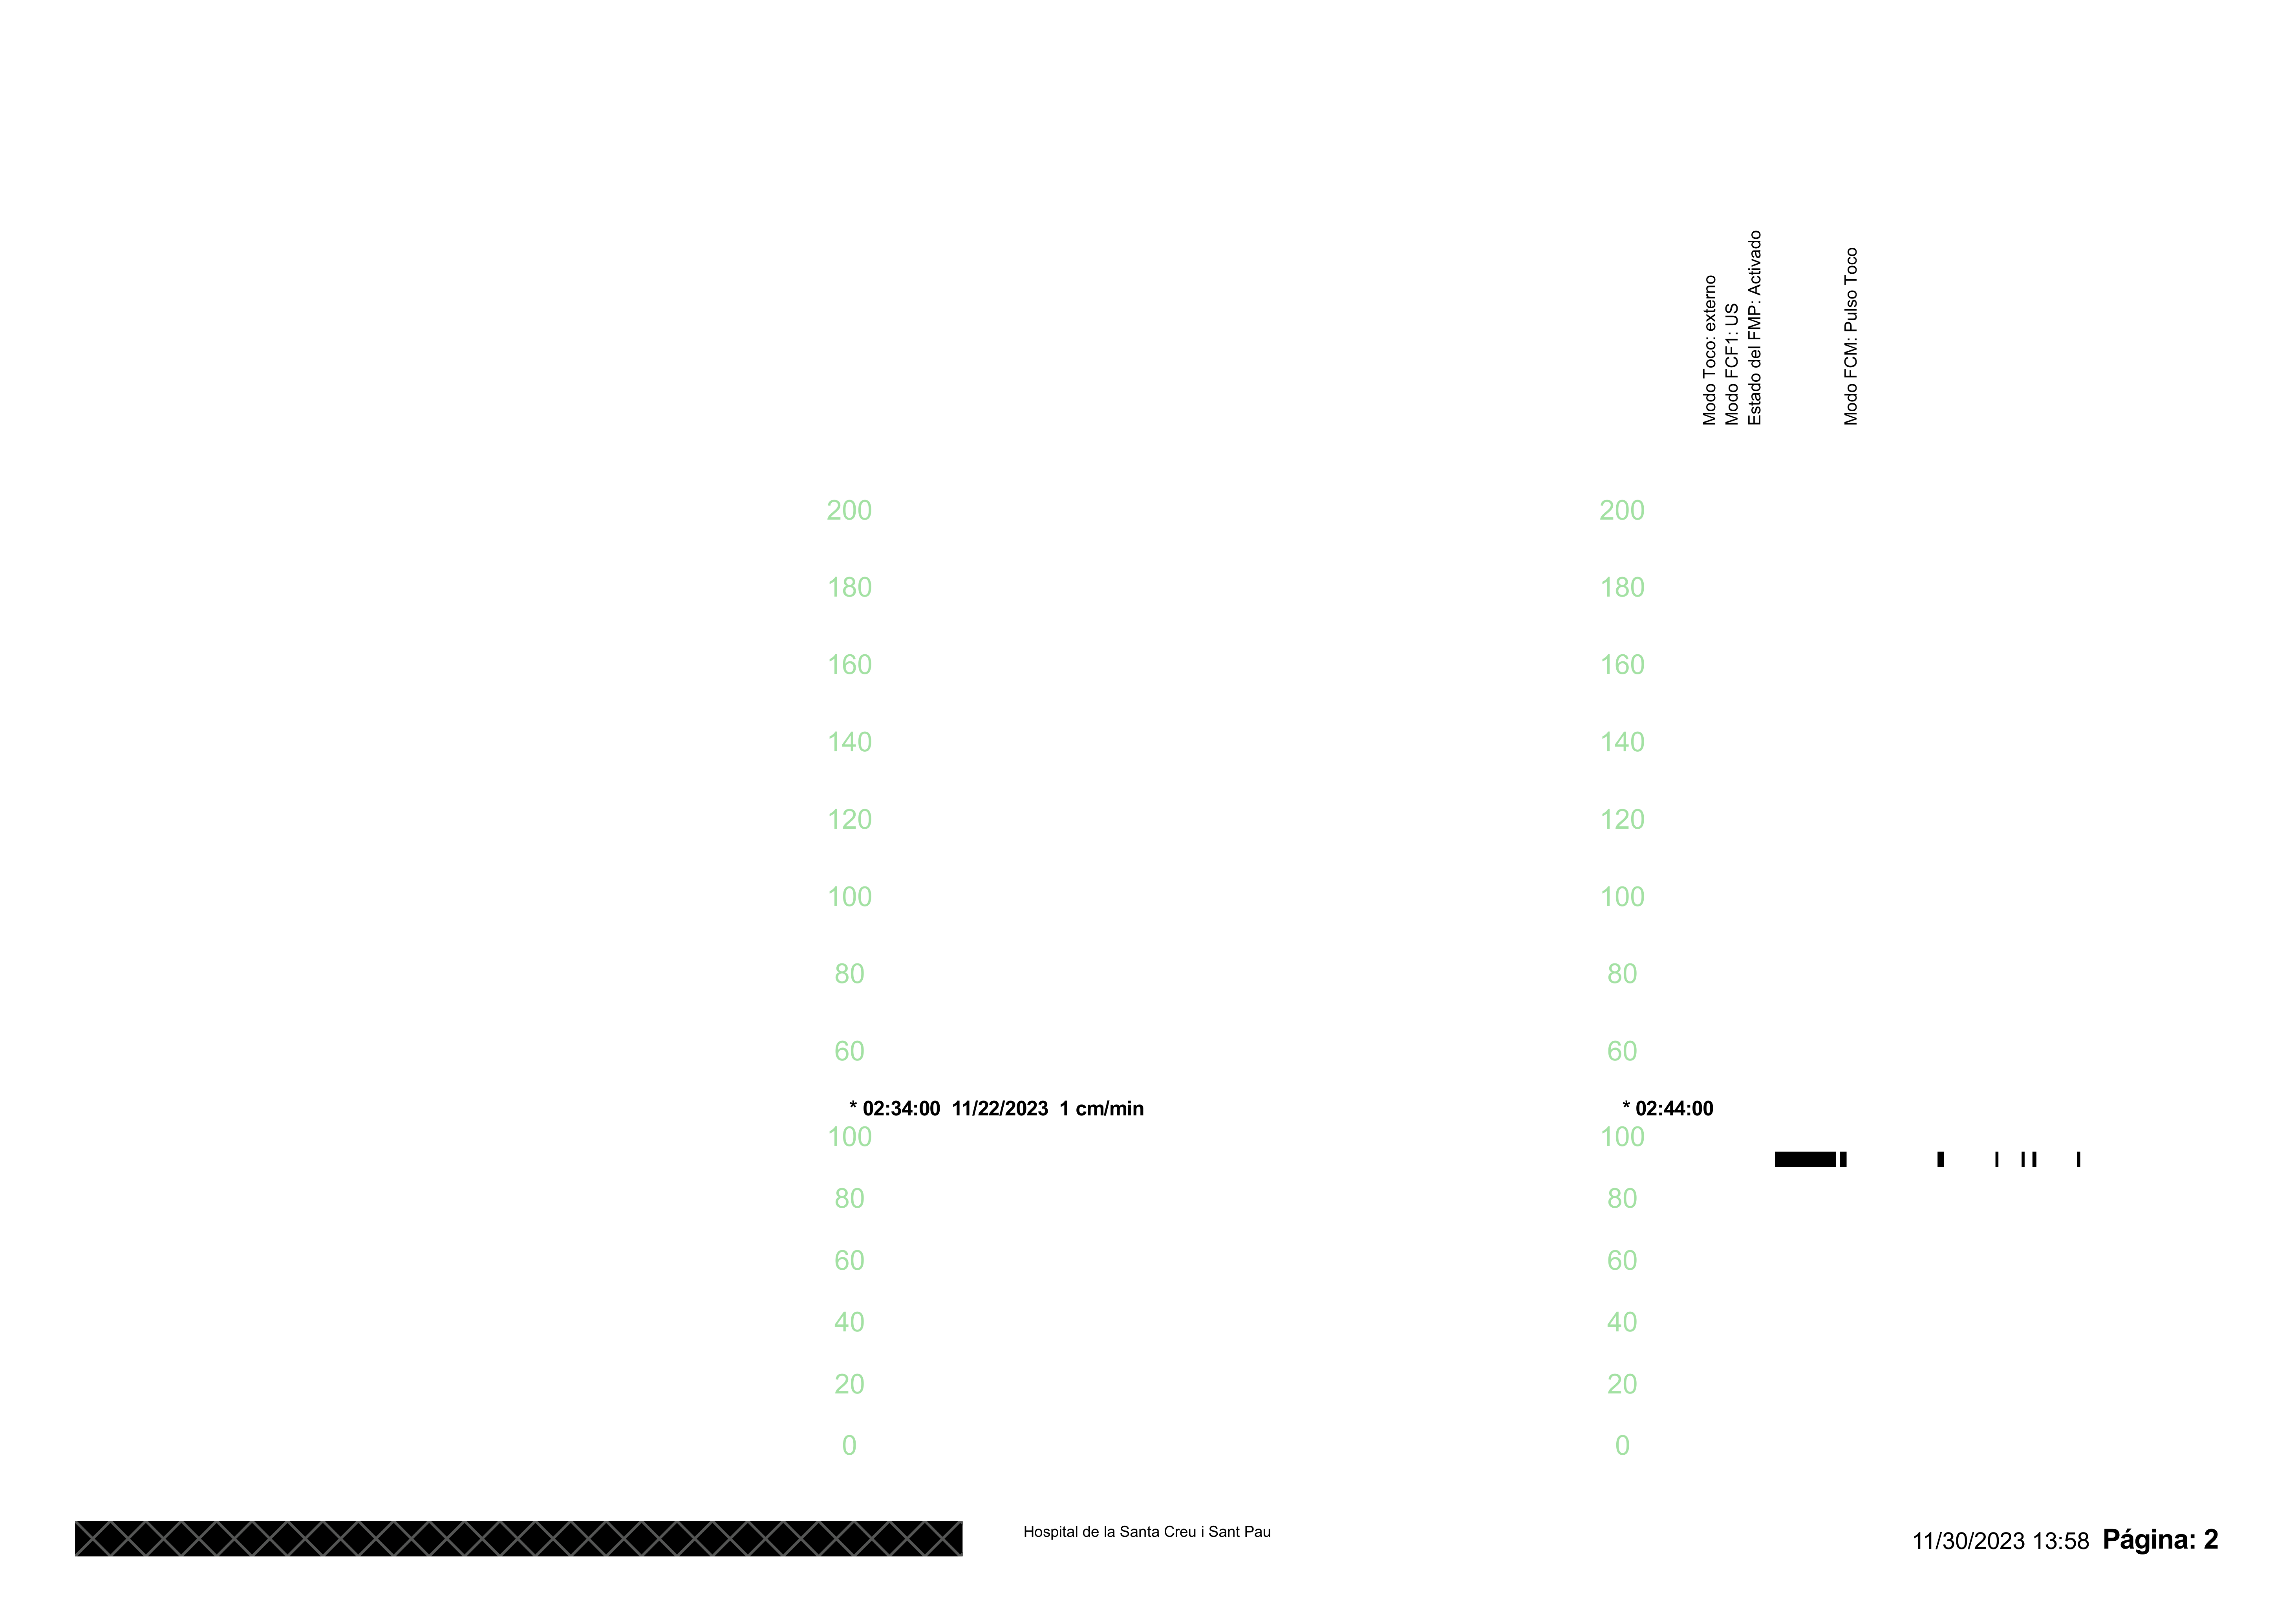 Modo Toco: externo
Modo FCF1: US
Estado del FMP: Activado
Modo FCM: Pulso Toco
200 200
180 180
160 160
140 140
120 120
100 100
80 80
60 60
* 02:34:00 11/22/2023 1 cm/min * 02:44:00
100 100
80 80
60 60
40 40
20 20
0 0
Hospital de la Santa Creu i Sant Pau
11/30/2023 13:58 Página: 2